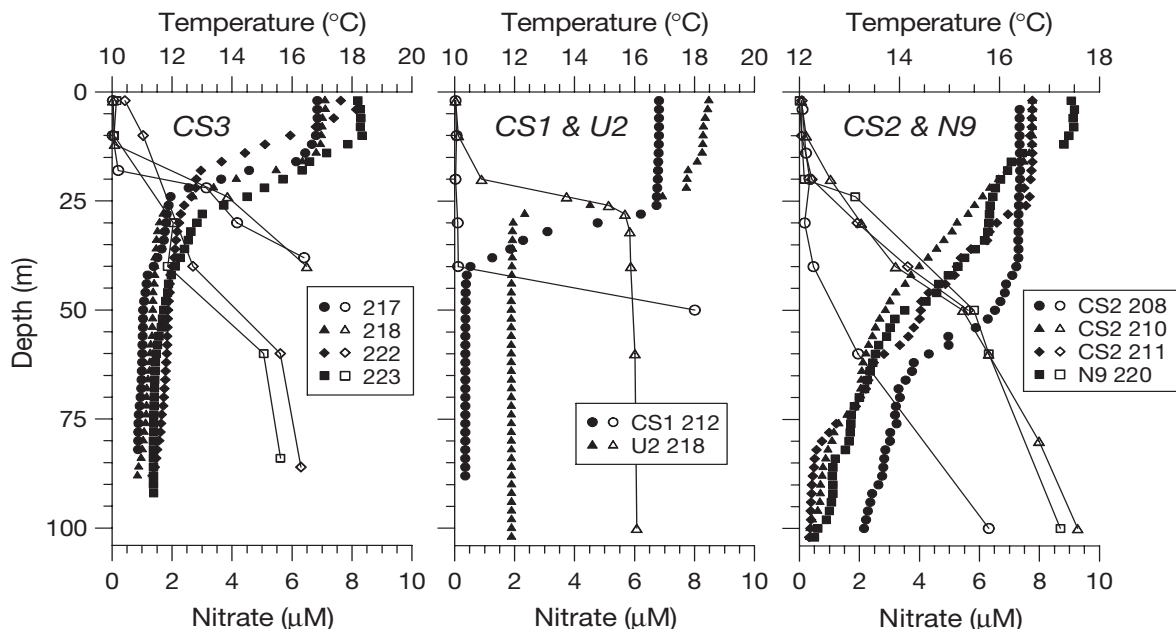 Temperature (°C)
10 12 14 16 18 20
Temperature (°C)
10 12 14 16 18 20
Temperature (°C)
12 14 16 18
Depth (m)
0
25
50
75
100
CS3
CS1 & U2
CS2 & N9
217
218
222
223
CS1 212
U2 218
CS2 208
CS2 210
CS2 211
N9 220
0 2 4 6 8 10
Nitrate (μM)
0 2 4 6 8 10
Nitrate (μM)
0 2 4 6 8 10
Nitrate (μM)